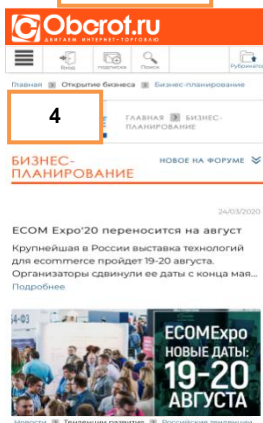 Oborot.ru
ДВИГАЕМ ИНТЕРНЕТ-ТОРГОВЛЮ
Вход
подписка
Поиск
Рубрикатор
Главная Открытие бизнеса Бизнес-планирование
4
ГЛАВНАЯ БИЗНЕС-
ПЛАНИРОВАНИЕ
БИЗНЕС-
ПЛАНИРОВАНИЕ
НОВОЕ НА ФОРУМЕ
24/03/2020
ECOM Expo'20 переносится на август
Крупнейшая в России выставка технологий
для ecommerce пройдет 19-20 августа.
Организаторы сдвинули ее даты с конца мая...
Подробнее
ECOMExpo
НОВЫЕ ДАТЫ:
19-20
АВГУСТА
Новости Тенденции развития Российские тенденции